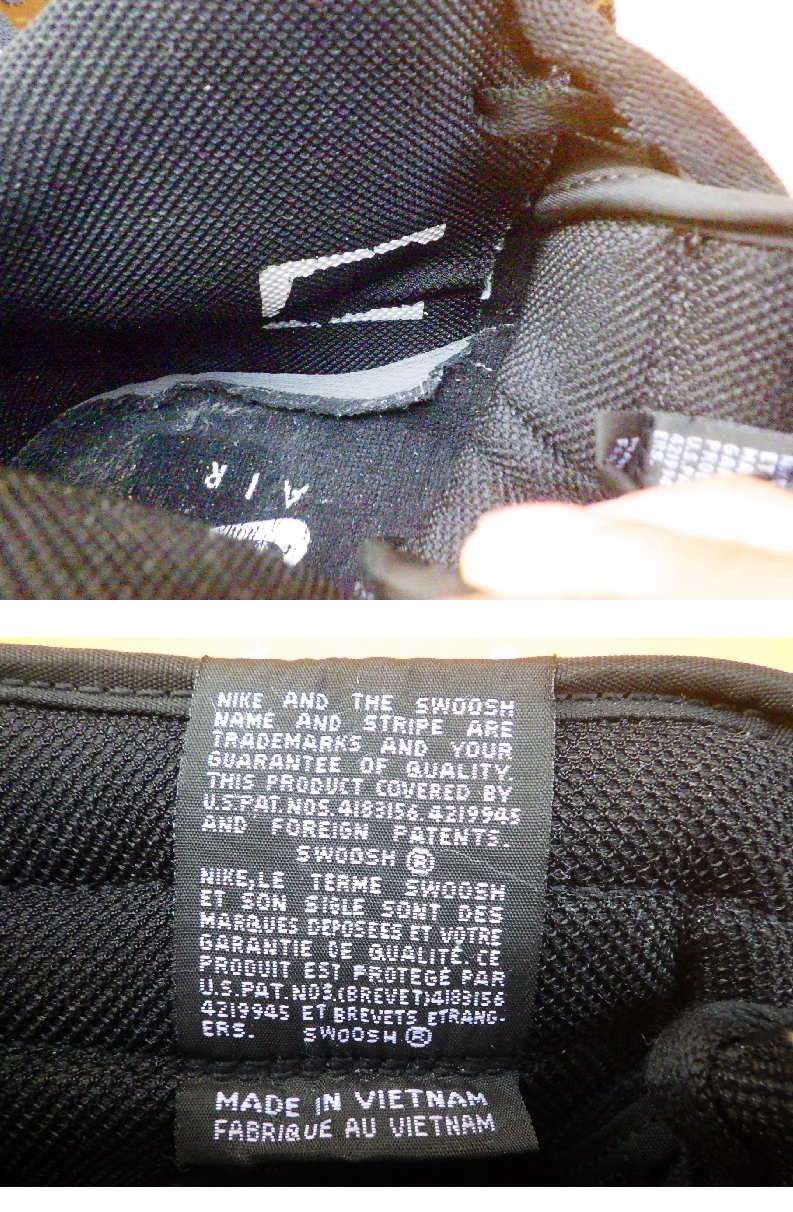 AIR
NIKE AND THE SWOOSH
NAME AND STRIPE ARE
TRADEMARKS AND YOUR
GUARANTEE OF QUALITY.
THIS PRODUCT COVERED BY
U.S.PAT.NOS.4183156,4219945
AND FOREIGN PATENTS.
SWOOSH ®
NIKE,LE TERME SWOOSH
ET SON SIGLE SONT DES
MARQUES DEPOSEES ET VOTRE
GARANTIE DE QUALITÉ. CE
PRODUIT EST PROTEGÉ PAR
U.S.PAT.NOS.(BREVET)4183156
4219945 ET BREVETS ETRANG-
ERS. SWOOSH ®
MADE IN VIETNAM
FABRIQUE AU VIETNAM